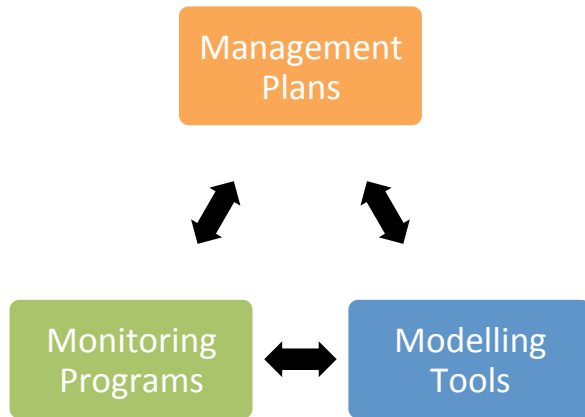 Management
Plans
Monitoring
Programs
Modelling
Tools